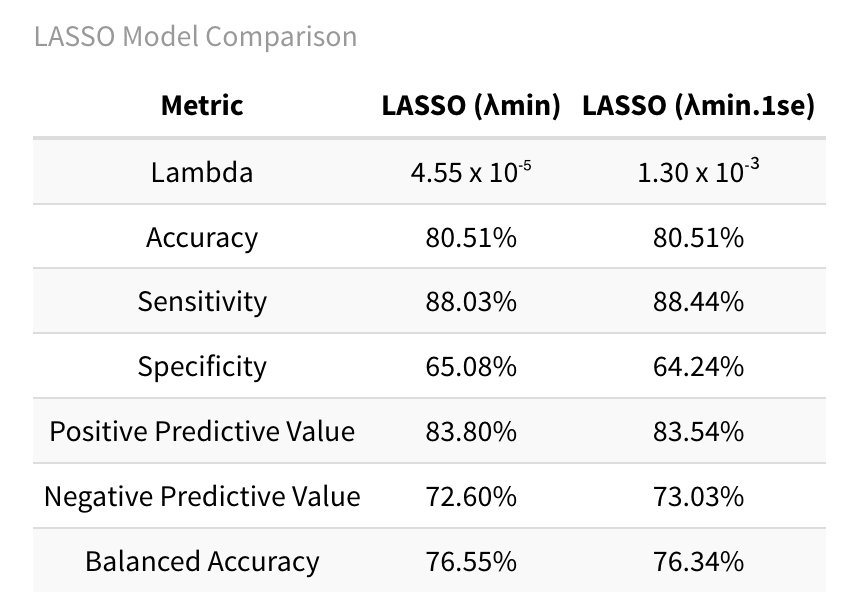 LASSO Model Comparison
Metric LASSO (λmin) LASSO (λmin.1se)
Lambda 4.55 x 10⁻⁵ 1.30 x 10⁻³
Accuracy 80.51% 80.51%
Sensitivity 88.03% 88.44%
Specificity 65.08% 64.24%
Positive Predictive Value 83.80% 83.54%
Negative Predictive Value 72.60% 73.03%
Balanced Accuracy 76.55% 76.34%